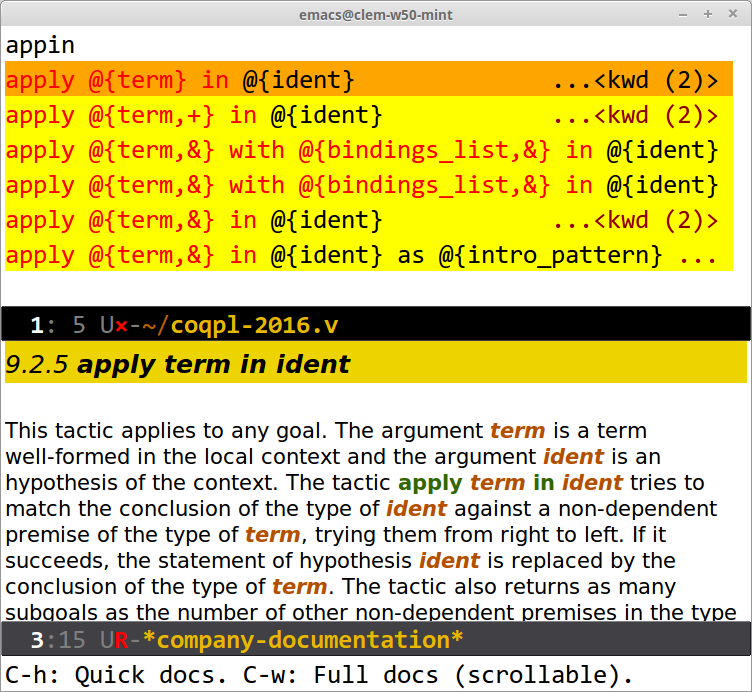 emacs@clem-w50-mint
appin
apply @{term} in @{ident} ...<kwd (2)>
apply @{term,+} in @{ident} ...<kwd (2)>
apply @{term,&} with @{bindings_list,&} in @{ident}
apply @{term,&} with @{bindings_list,&} in @{ident}
apply @{term,&} in @{ident} ...<kwd (2)>
apply @{term,&} in @{ident} as @{intro_pattern} ...
1: 5 U×-~/coqpl-2016.v
9.2.5 apply term in ident
This tactic applies to any goal. The argument term is a term
well-formed in the local context and the argument ident is an
hypothesis of the context. The tactic apply term in ident tries to
match the conclusion of the type of ident against a non-dependent
premise of the type of term, trying them from right to left. If it
succeeds, the statement of hypothesis ident is replaced by the
conclusion of the type of term. The tactic also returns as many
subgoals as the number of other non-dependent premises in the type
3:15 UR-*company-documentation*
C-h: Quick docs. C-w: Full docs (scrollable).